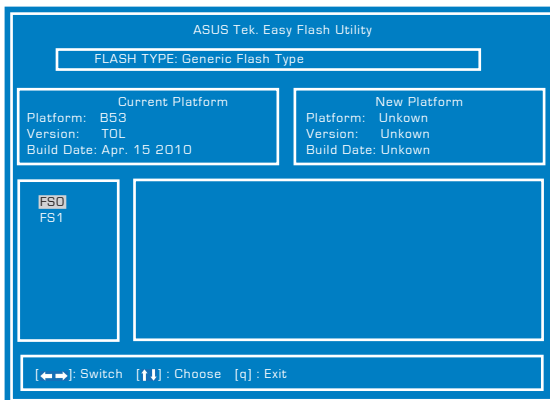 ASUS Tek. Easy Flash Utility
FLASH TYPE: Generic Flash Type
Current Platform
Platform: B53
Version: TOL
Build Date: Apr. 15 2010
New Platform
Platform: Unkown
Version: Unkown
Build Date: Unkown
FS0
FS1
[←→]: Switch [↑↓] : Choose [q] : Exit